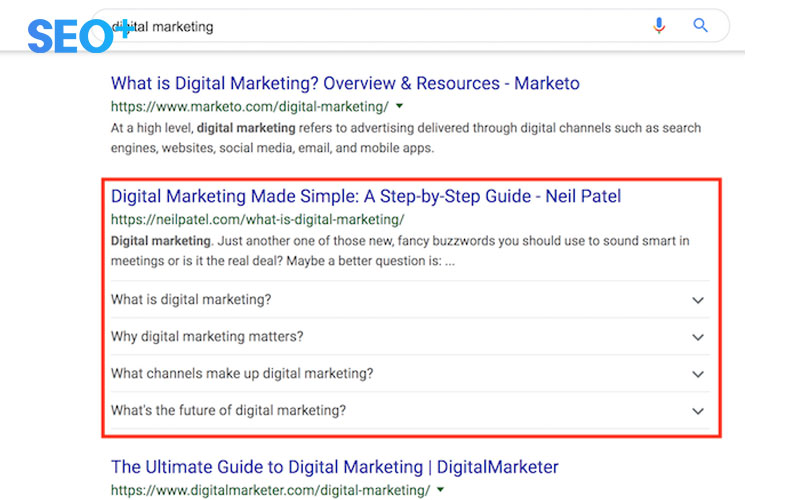 SEO+
digital marketing
What is Digital Marketing? Overview & Resources - Marketo
https://www.marketo.com/digital-marketing/
At a high level, digital marketing refers to advertising delivered through digital channels such as search
engines, websites, social media, email, and mobile apps.
Digital Marketing Made Simple: A Step-by-Step Guide - Neil Patel
https://neilpatel.com/what-is-digital-marketing/
Digital marketing. Just another one of those new, fancy buzzwords you should use to sound smart in
meetings or is it the real deal? Maybe a better question is: ...
What is digital marketing?
Why digital marketing matters?
What channels make up digital marketing?
What's the future of digital marketing?
The Ultimate Guide to Digital Marketing | DigitalMarketer
https://www.digitalmarketer.com/digital-marketing/